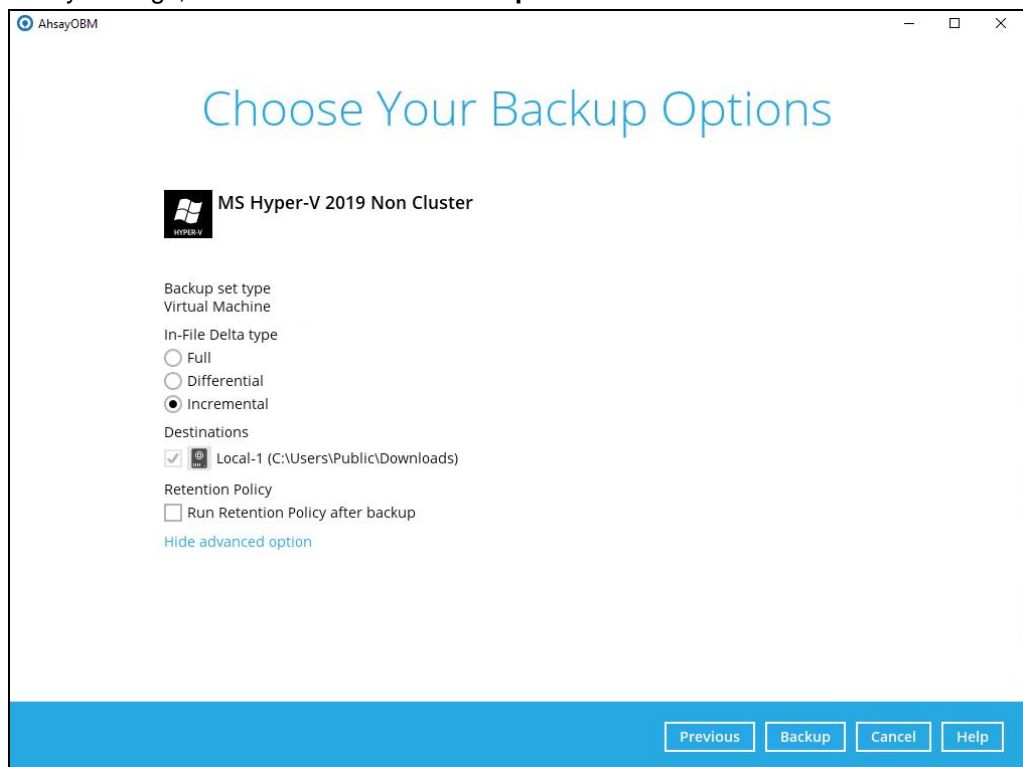 AhsayOBM
Choose Your Backup Options
HYPER-V
MS Hyper-V 2019 Non Cluster
Backup set type
Virtual Machine
In-File Delta type
Full
Differential
Incremental
Destinations
Local-1 (C:\Users\Public\Downloads)
Retention Policy
Run Retention Policy after backup
Hide advanced option
Previous Backup Cancel Help